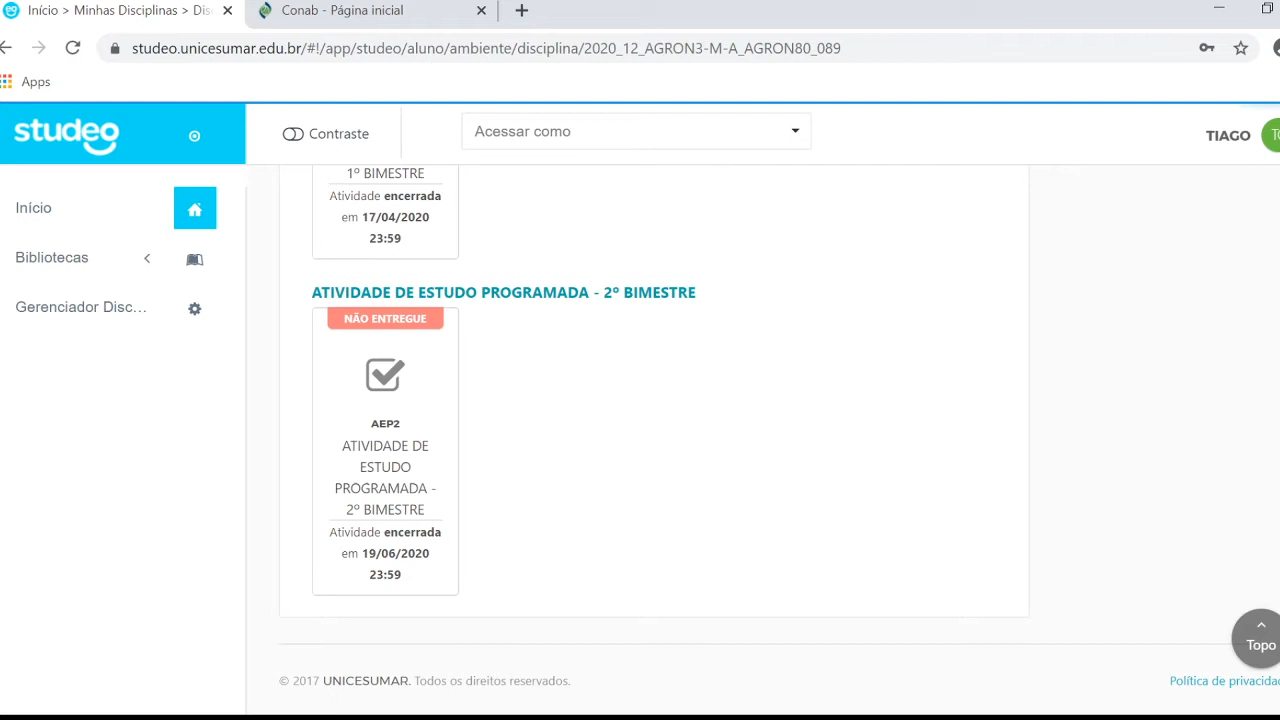 Início > Minhas Disciplinas > Dis
Conab - Página inicial
studeo.unicesumar.edu.br/#!/app/studeo/aluno/ambiente/disciplina/2020_12_AGRON3-M-A_AGRON80_089
Apps
studeo
Contraste
Acessar como
TIAGO
TC
Início
Bibliotecas
Gerenciador Disc...
1º BIMESTRE
Atividade encerrada
em 17/04/2020
23:59
ATIVIDADE DE ESTUDO PROGRAMADA - 2º BIMESTRE
NÃO ENTREGUE
AEP2
ATIVIDADE DE
ESTUDO
PROGRAMADA -
2º BIMESTRE
Atividade encerrada
em 19/06/2020
23:59
Topo
© 2017 UNICESUMAR. Todos os direitos reservados.
Política de privacidad